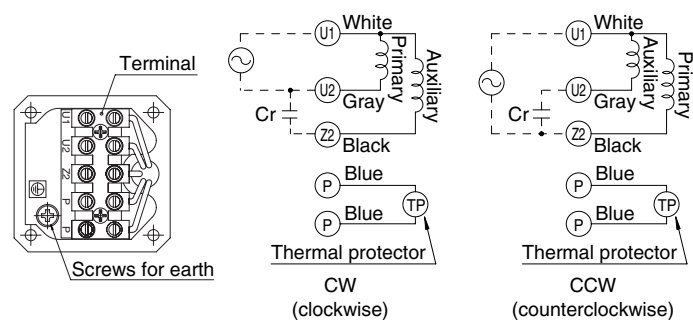 Terminal
U1
U2
Z2
P
P
Screws for earth
U1
White
Primary
Auxiliary
U2
Gray
Cr
Z2
Black
P
Blue
P
Blue
TP
Thermal protector
CW
(clockwise)
U1
White
Auxiliary
Primary
U2
Gray
Cr
Z2
Black
P
Blue
P
Blue
TP
Thermal protector
CCW
(counterclockwise)